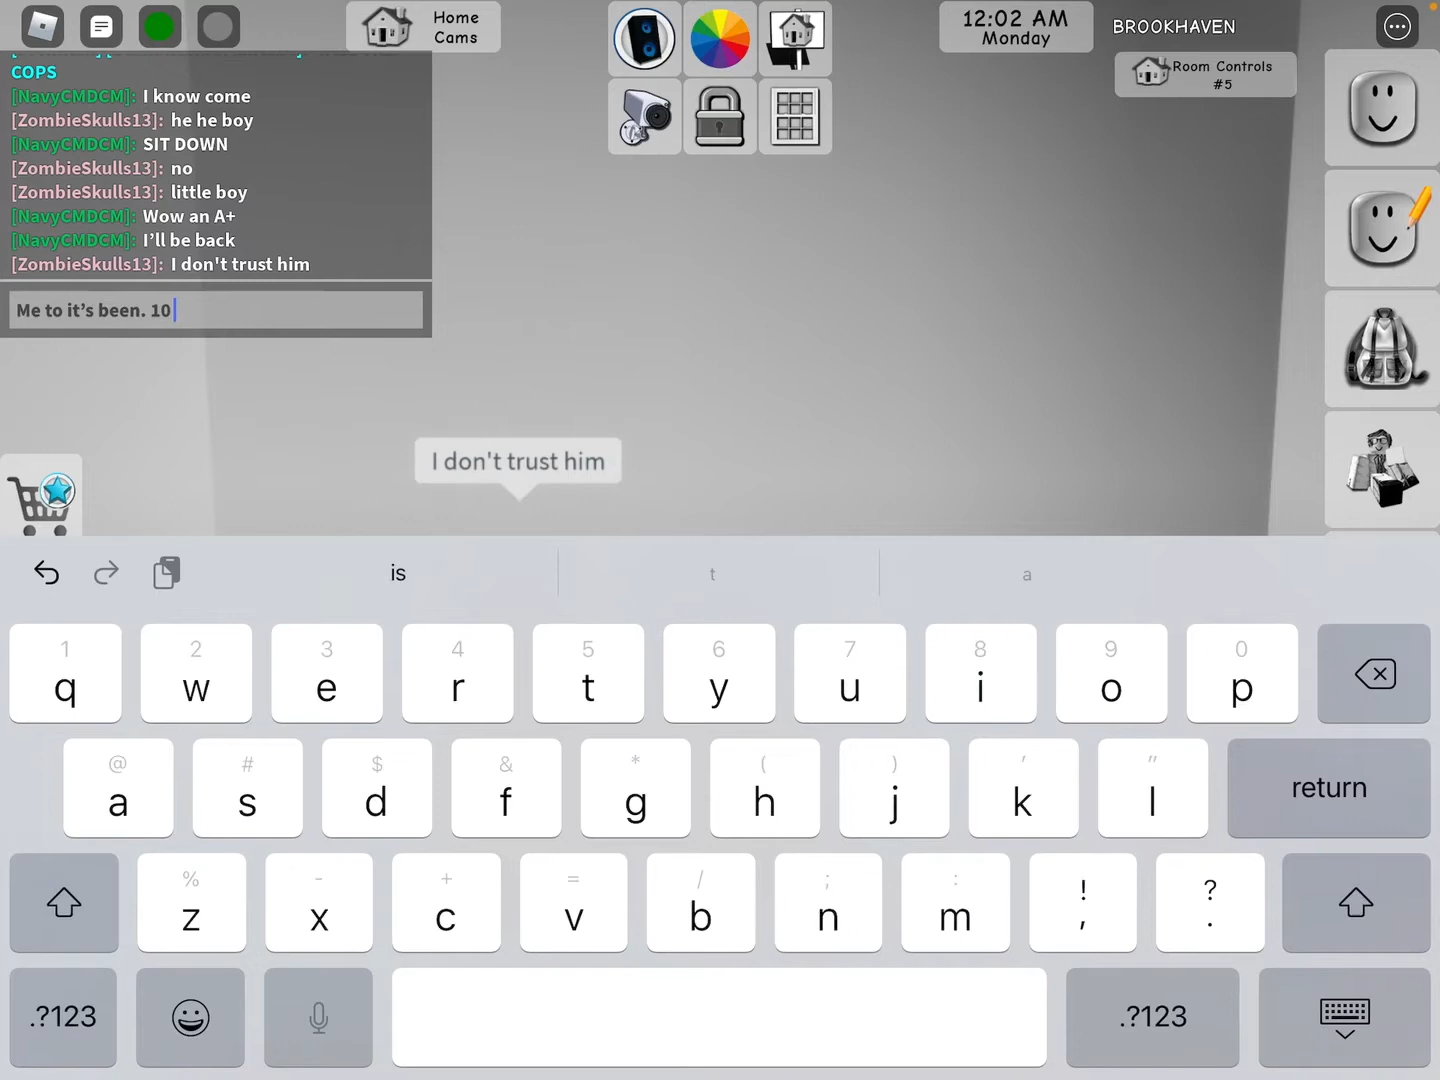 Home
Cams
12:02 AM
Monday
BROOKHAVEN
Room Controls
#5
COPS
[NavyCMDCM]: I know come
[ZombieSkulls13]: he he boy
[NavyCMDCM]: SIT DOWN
[ZombieSkulls13]: no
[ZombieSkulls13]: little boy
[NavyCMDCM]: Wow an A+
[NavyCMDCM]: I’ll be back
[ZombieSkulls13]: I don't trust him
Me to it’s been. 10
I don't trust him
is t a
1 2 3 4 5 6 7 8 9 0
q w e r t y u i o p
@ # $ & * ( ) ' "
a s d f g h j k l return
% - + = / ; : ! ?
z x c v b n m , .
.?123 .?123